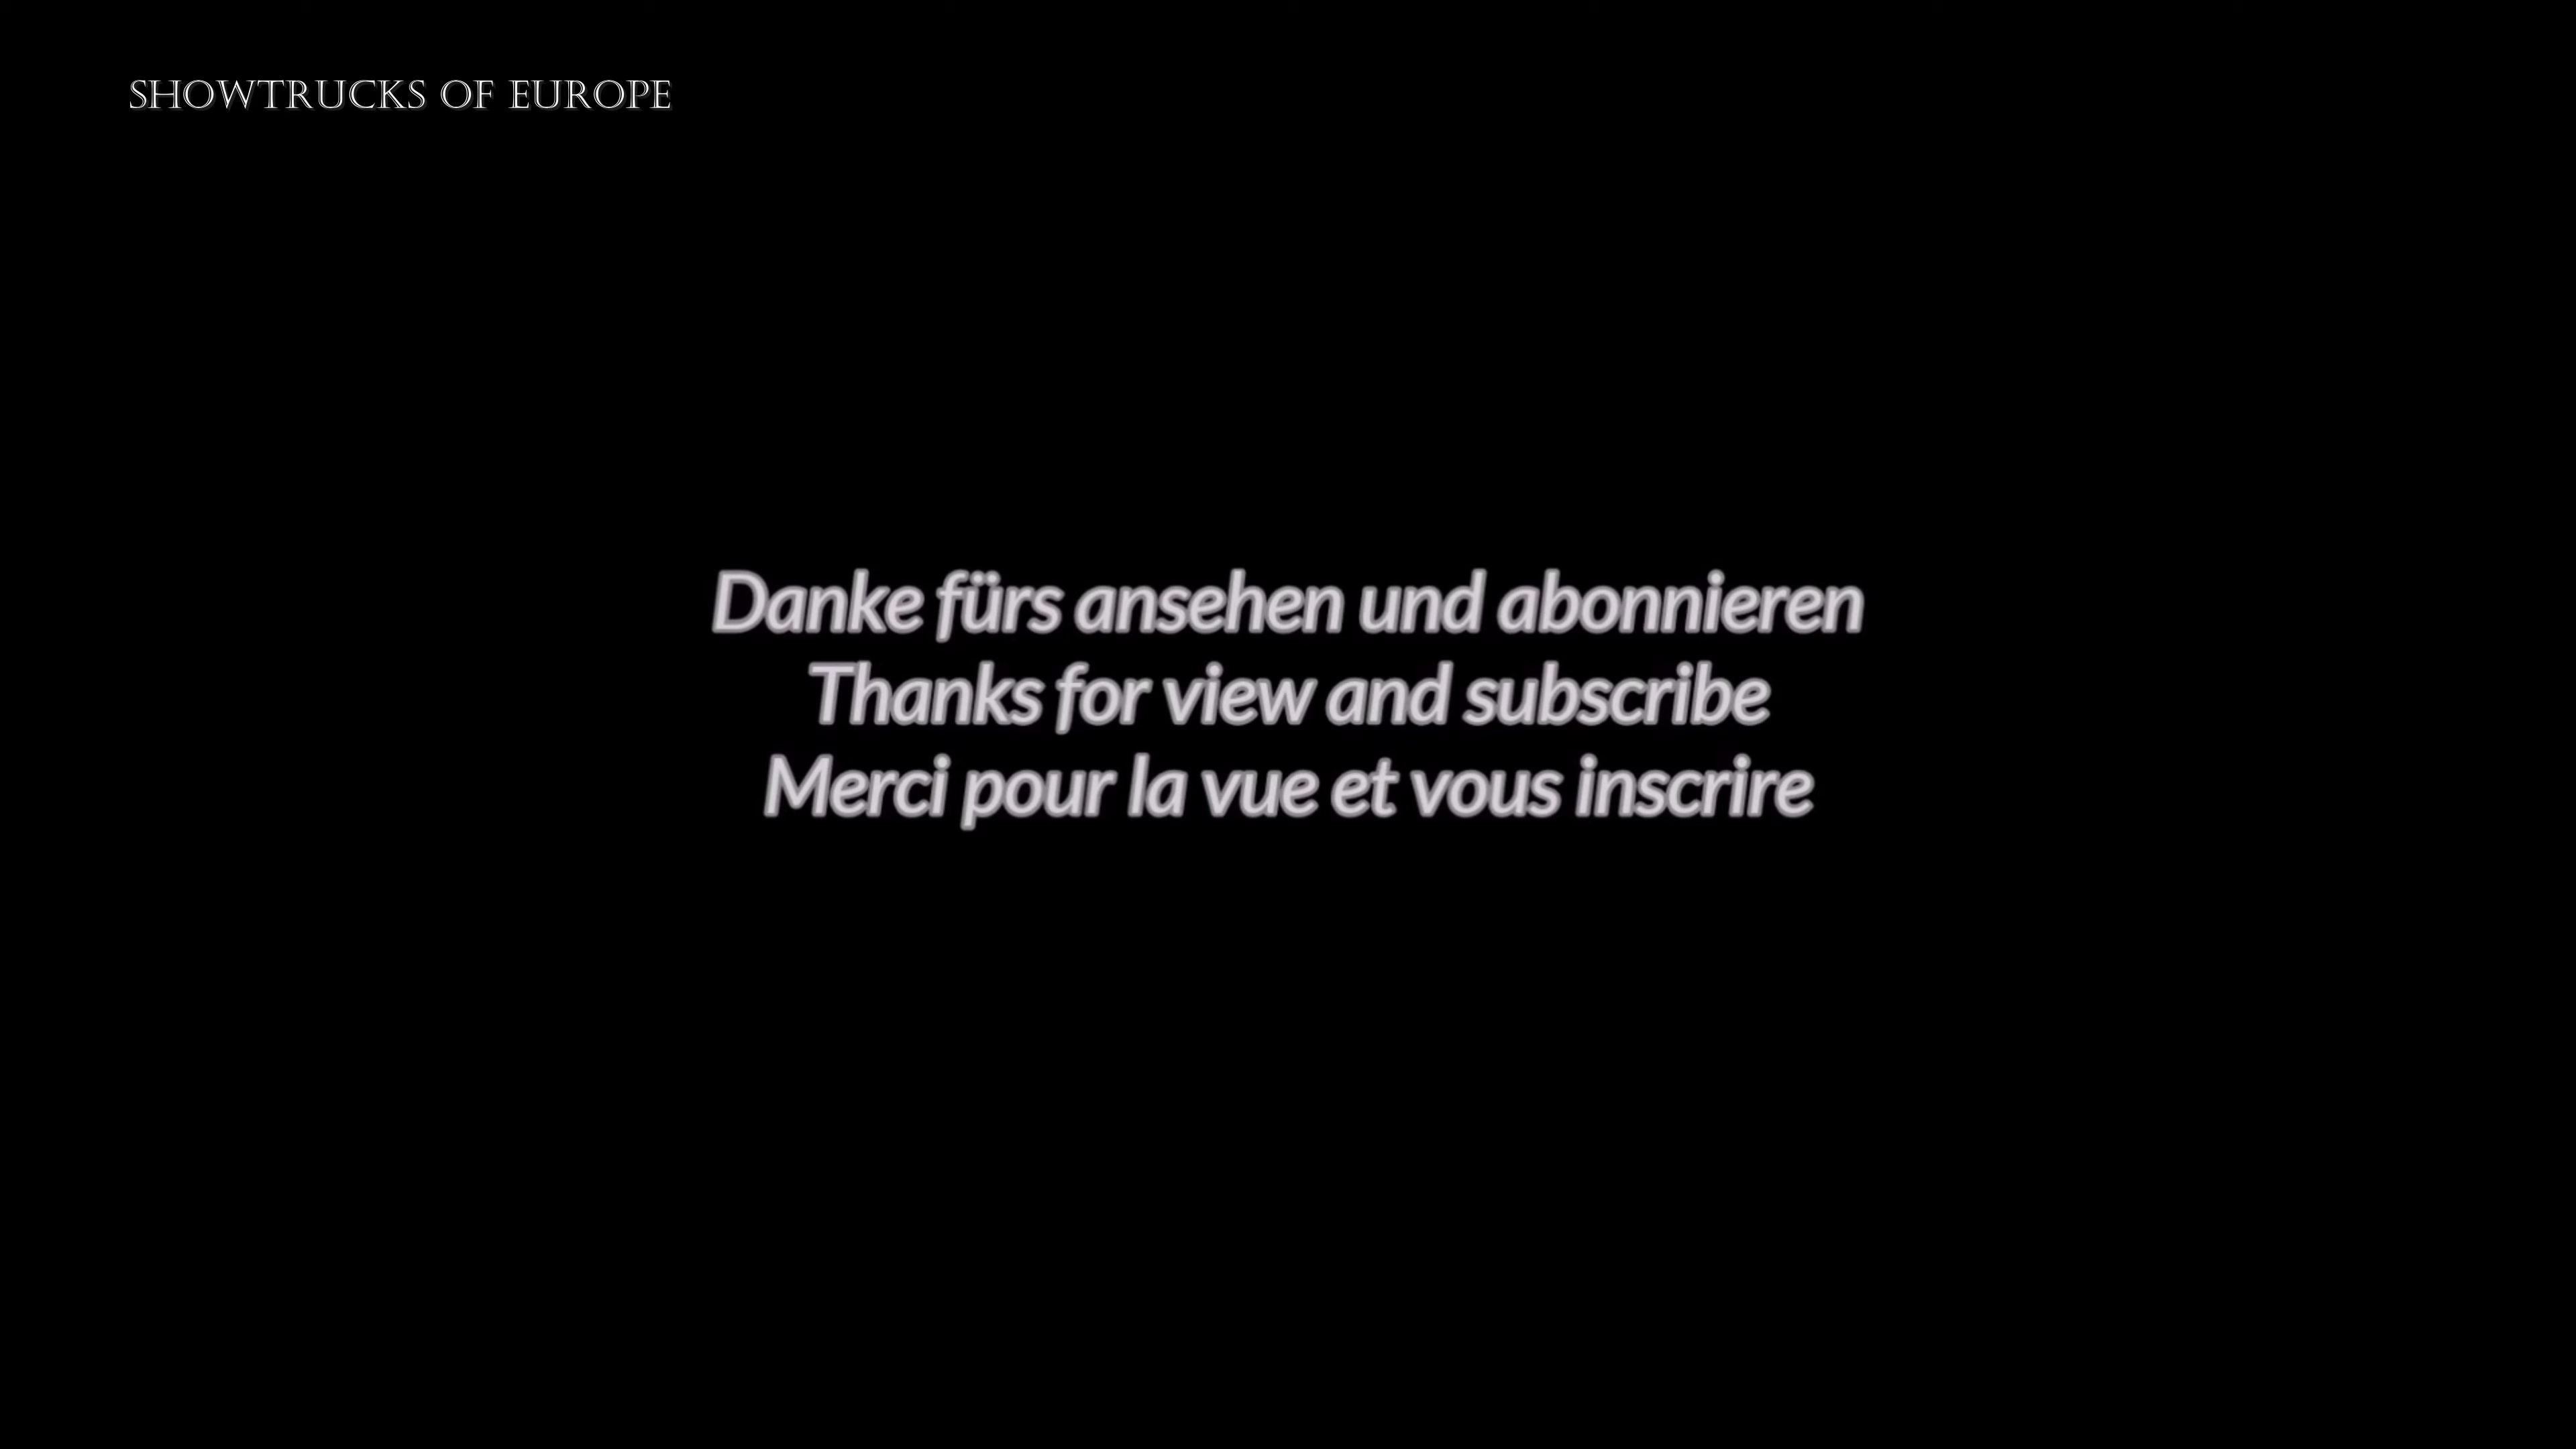 SHOWTRUCKS OF EUROPE
Danke fürs ansehen und abonnieren
Thanks for view and subscribe
Merci pour la vue et vous inscrire